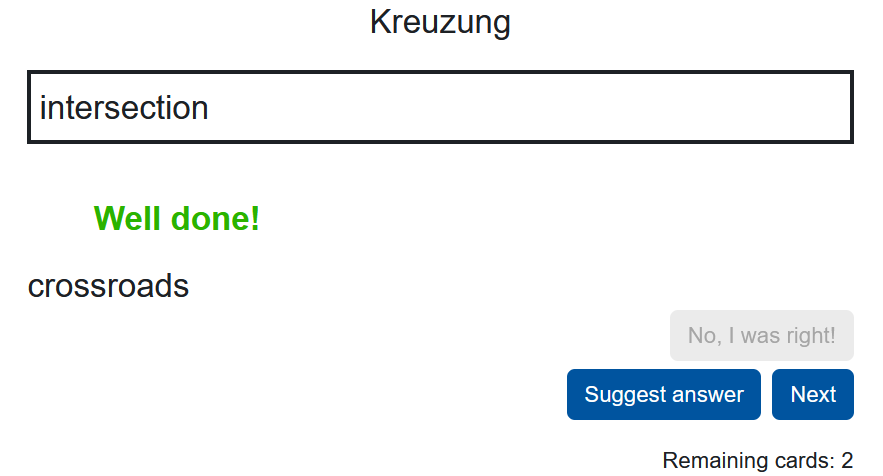 Kreuzung
intersection
Well done!
crossroads
No, I was right!
Suggest answer Next
Remaining cards: 2